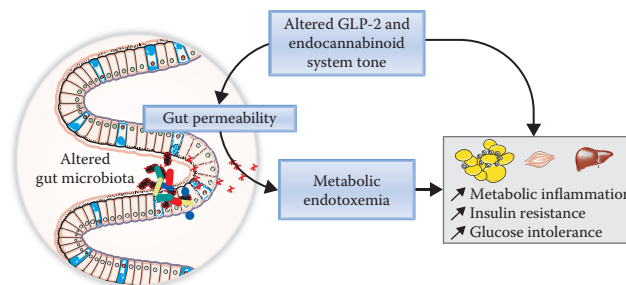 Altered GLP-2 and
endocannabinoid
system tone
Gut permeability
Altered
gut microbiota
Metabolic
endotoxemia
Metabolic inflammation
Insulin resistance
Glucose intolerance